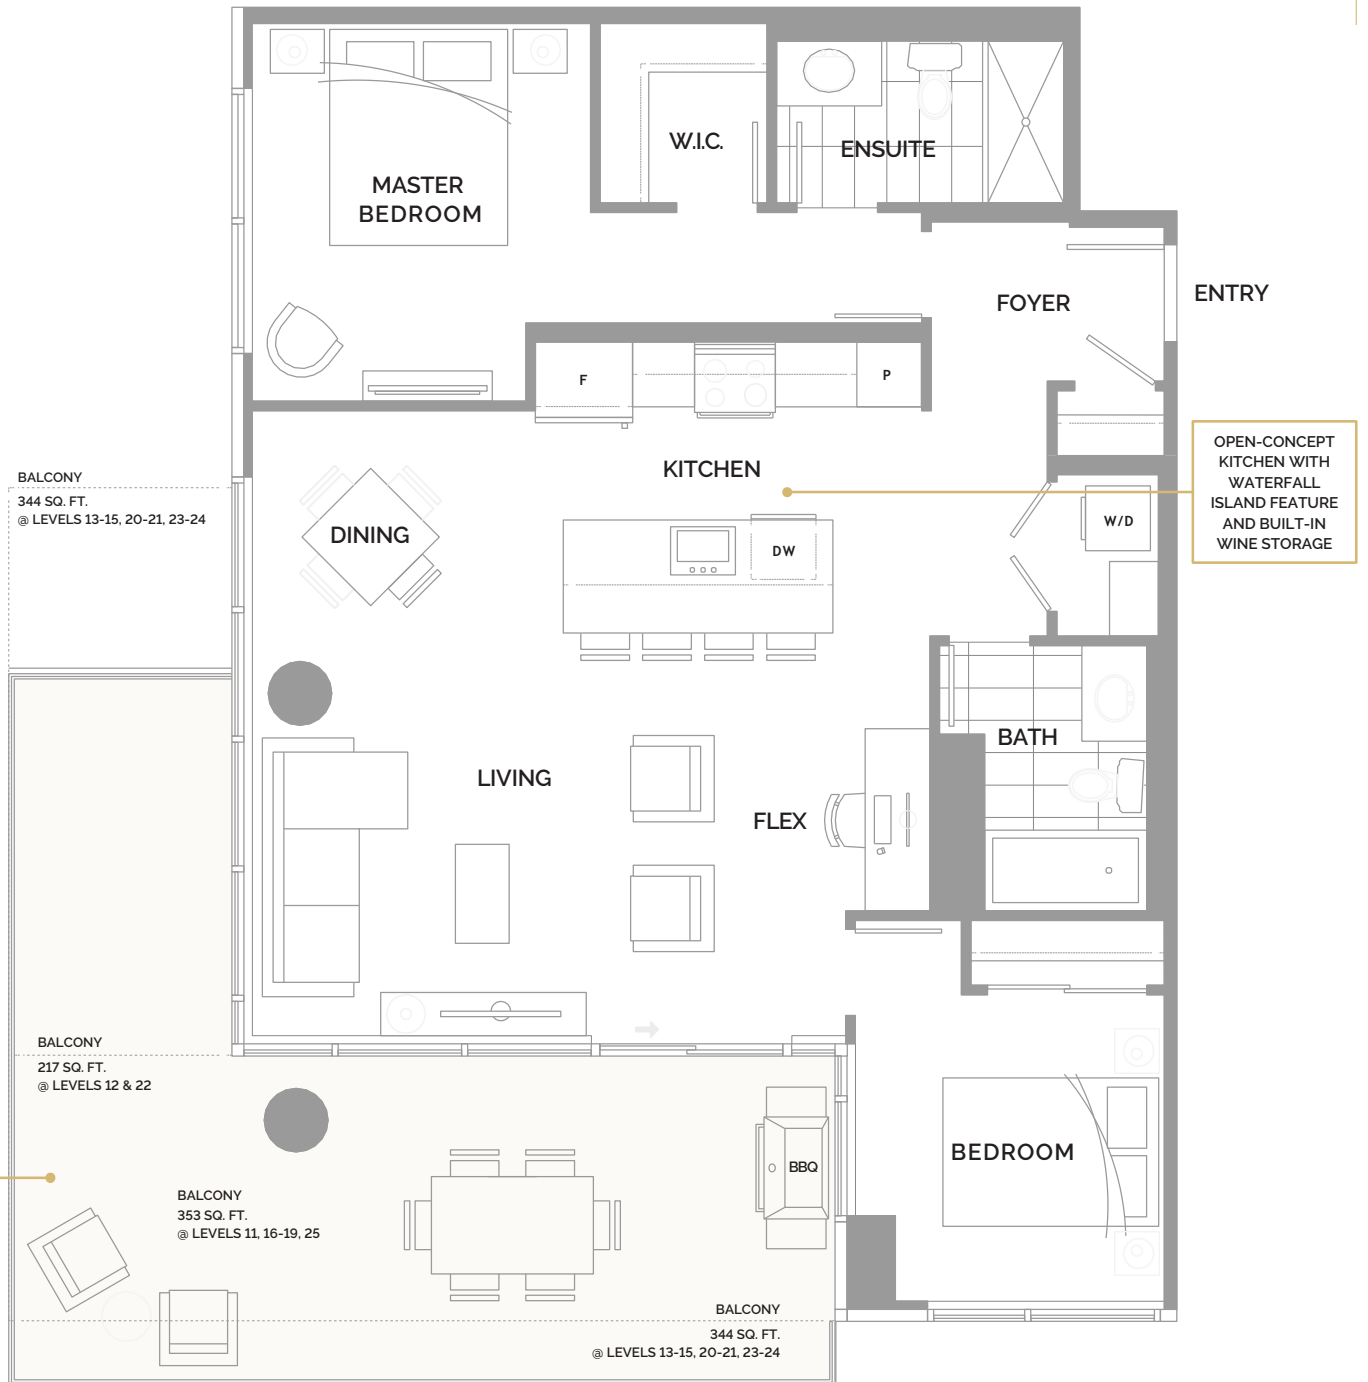 MASTER
BEDROOM
W.I.C.
ENSUITE
FOYER
ENTRY
F
P
KITCHEN
OPEN-CONCEPT
KITCHEN WITH
WATERFALL
ISLAND FEATURE
AND BUILT-IN
WINE STORAGE
BALCONY
344 SQ. FT.
@ LEVELS 13-15, 20-21, 23-24
DINING
DW
W/D
BATH
LIVING
FLEX
BALCONY
217 SQ. FT.
@ LEVELS 12 & 22
BEDROOM
BBQ
BALCONY
353 SQ. FT.
@ LEVELS 11, 16-19, 25
BALCONY
344 SQ. FT.
@ LEVELS 13-15, 20-21, 23-24